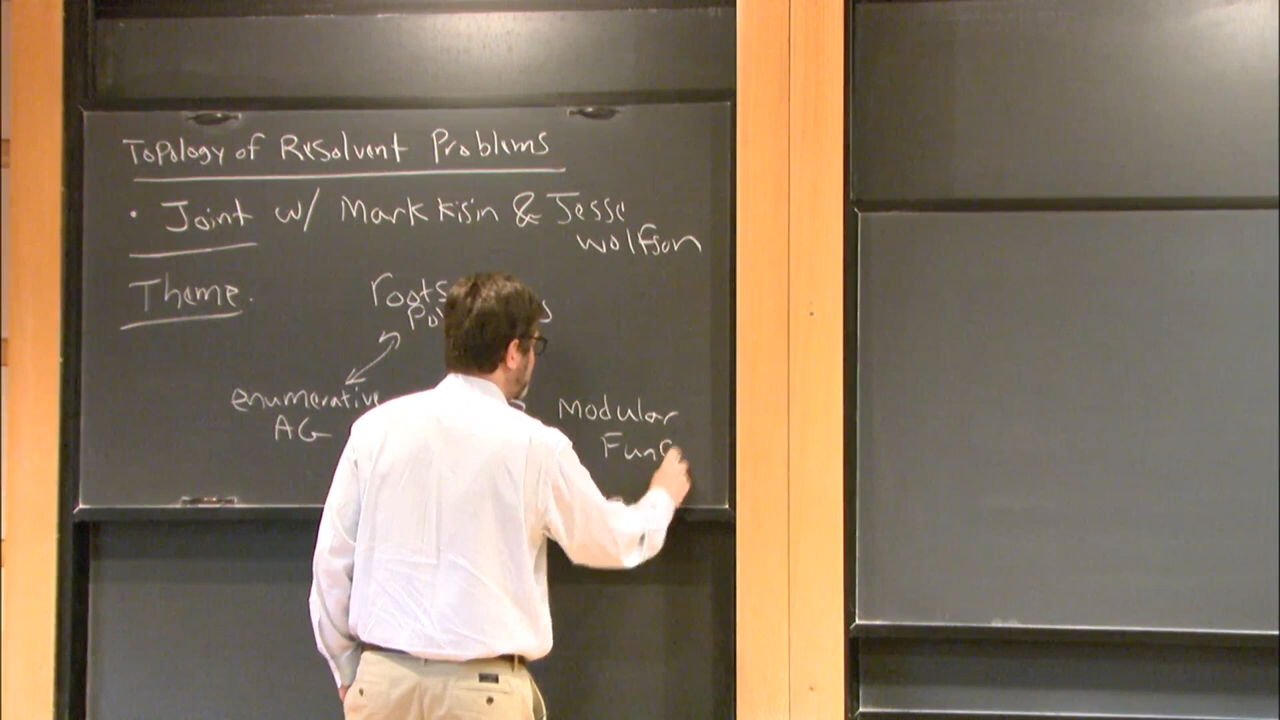 Topology of Resolvent Problems
• Joint w/ Mark Kisin & Jesse
Wolfson
Theme.
roots
enumerative
AG
Modular
Func